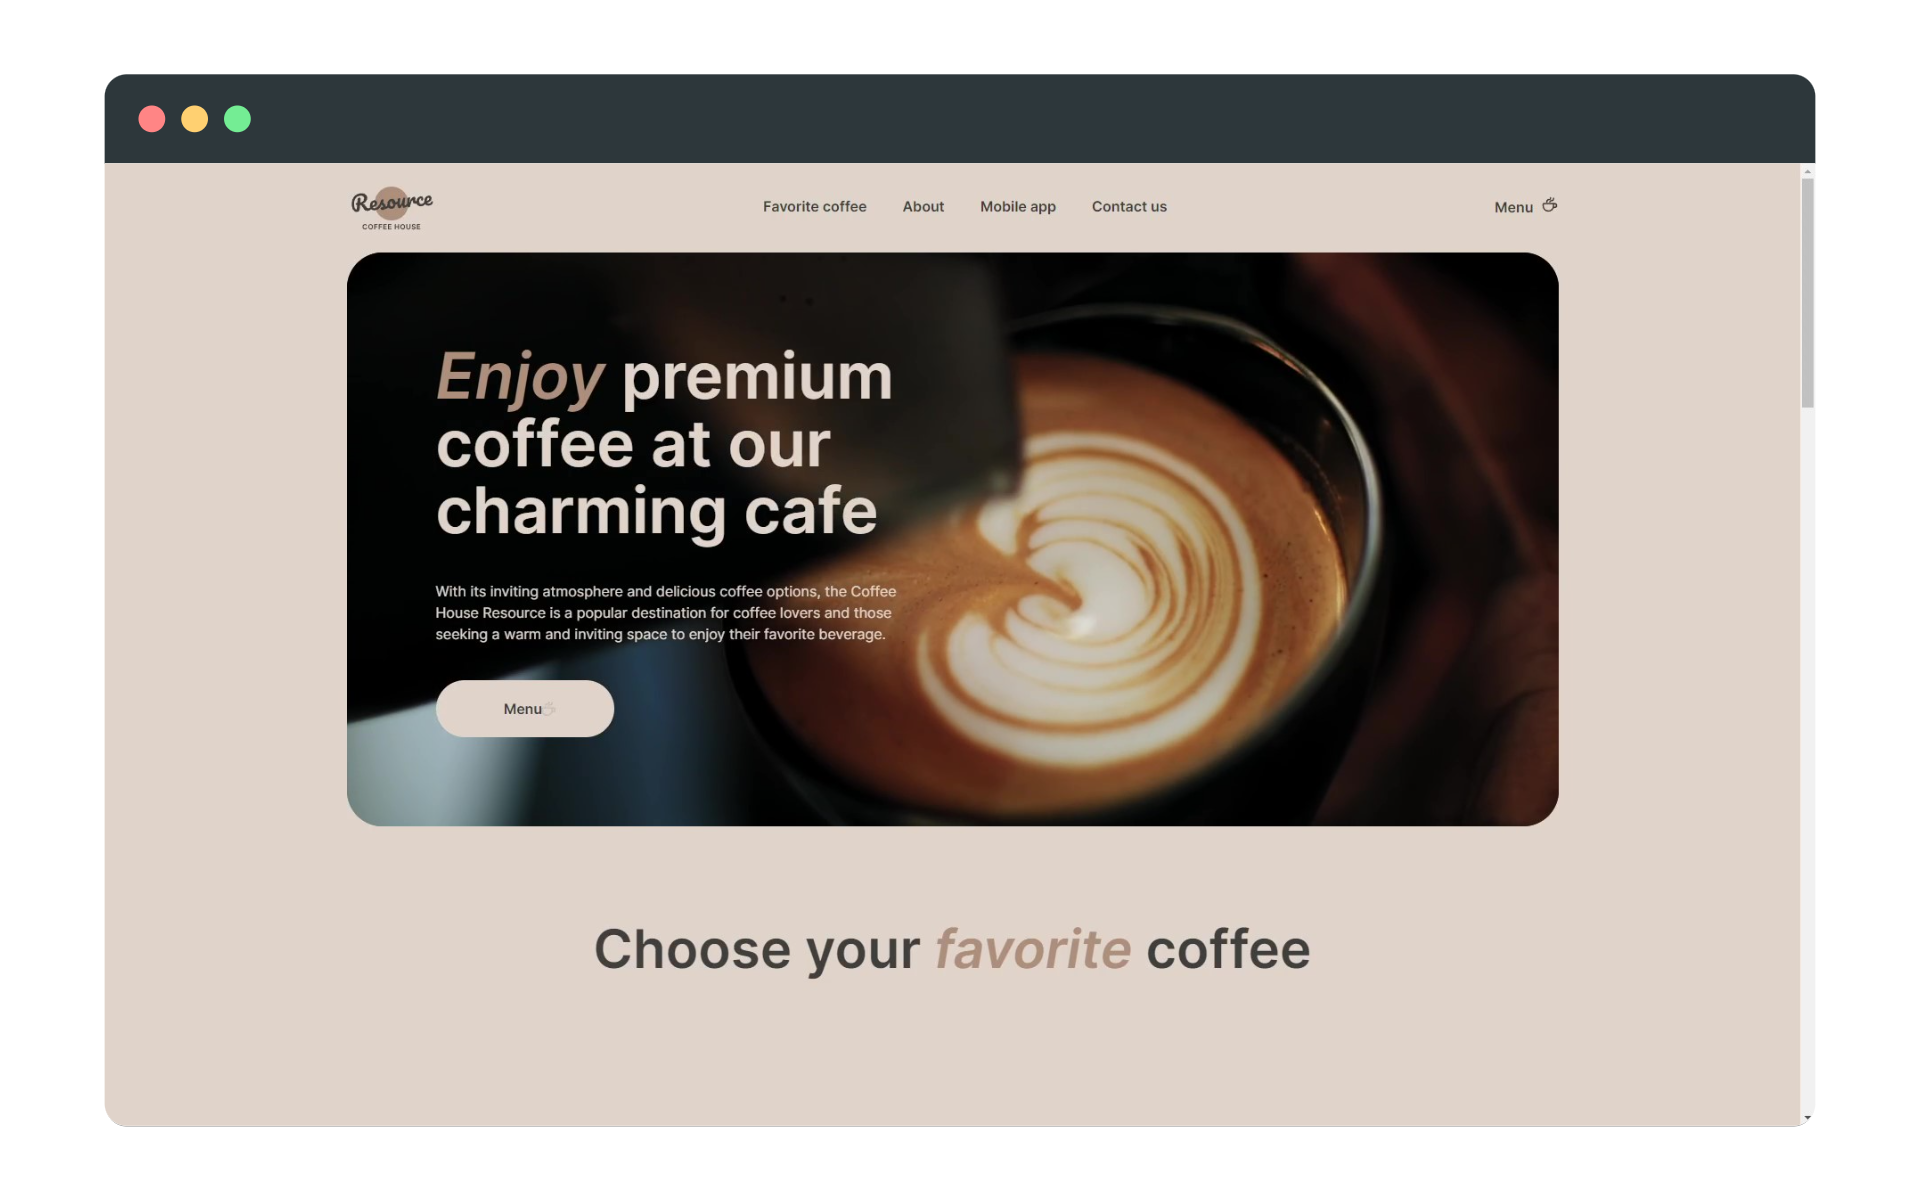 Resource
COFFEE HOUSE
Favorite coffee
About
Mobile app
Contact us
Menu
Enjoy premium
coffee at our
charming cafe
With its inviting atmosphere and delicious coffee options, the Coffee
House Resource is a popular destination for coffee lovers and those
seeking a warm and inviting space to enjoy their favorite beverage.
Menu
Choose your favorite coffee